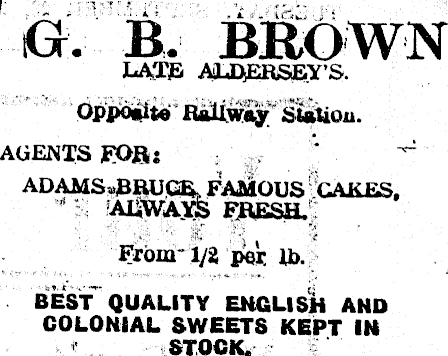 G. B. BROWN
LATE ALDERSEY'S.
Opposite Railway Station.
AGENTS FOR:
ADAMS-BRUCE FAMOUS CAKES,
ALWAYS FRESH.
From 1/2 per lb.
BEST QUALITY ENGLISH AND
COLONIAL SWEETS KEPT IN
STOCK.